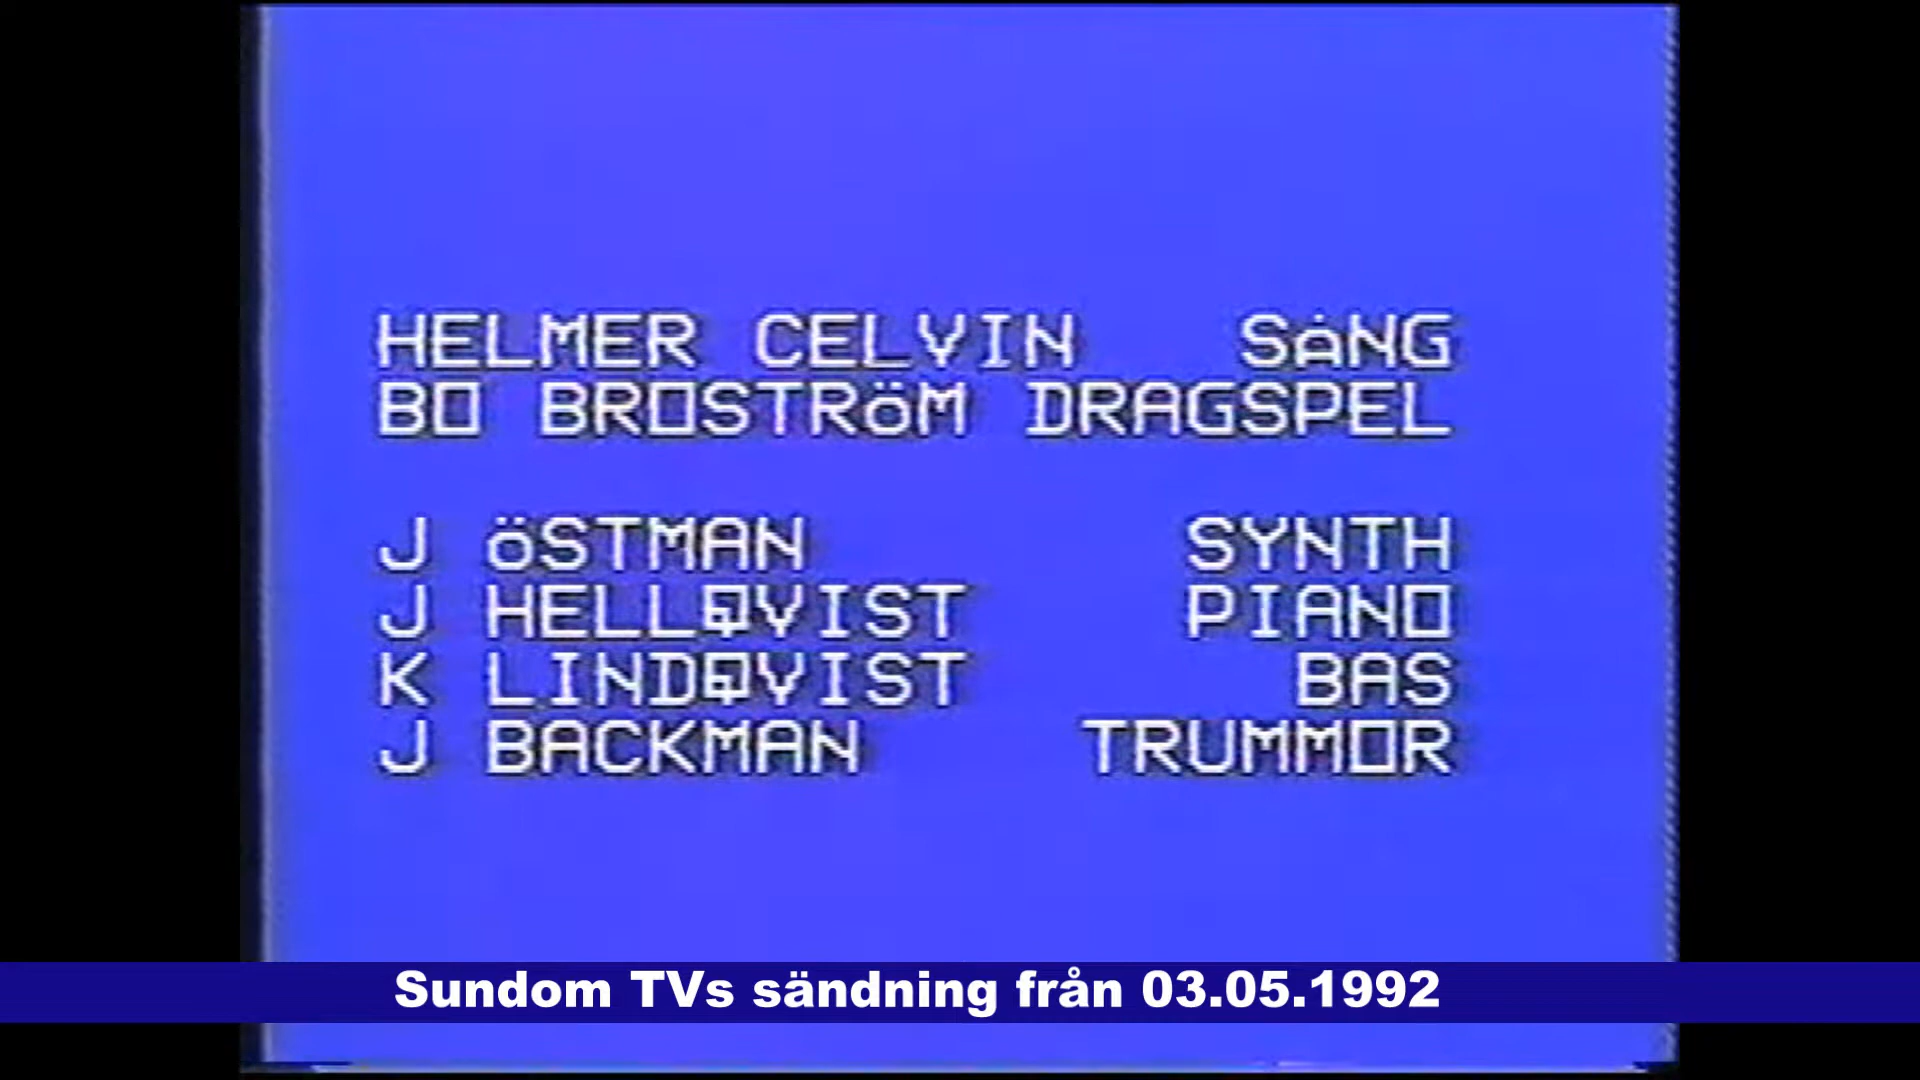 HELMER CELVIN SÅNG
BO BROSTRÖM DRAGSPEL
J ÖSTMAN SYNTH
J HELLQVIST PIANO
K LINDQVIST BAS
J BACKMAN TRUMMOR
Sundom TVs sändning från 03.05.1992